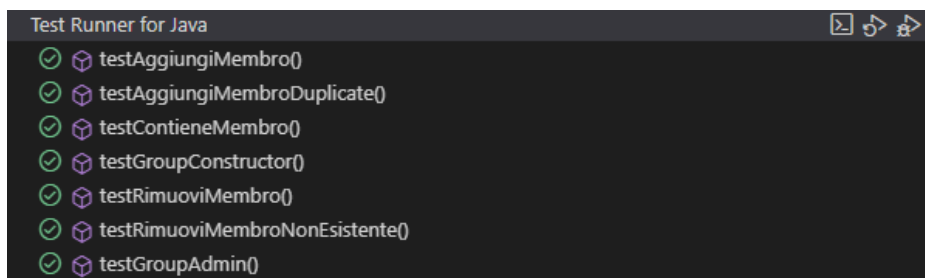 Test Runner for Java
testAggiungiMembro()
testAggiungiMembroDuplicate()
testContieneMembro()
testGroupConstructor()
testRimuoviMembro()
testRimuoviMembroNonEsistente()
testGroupAdmin()